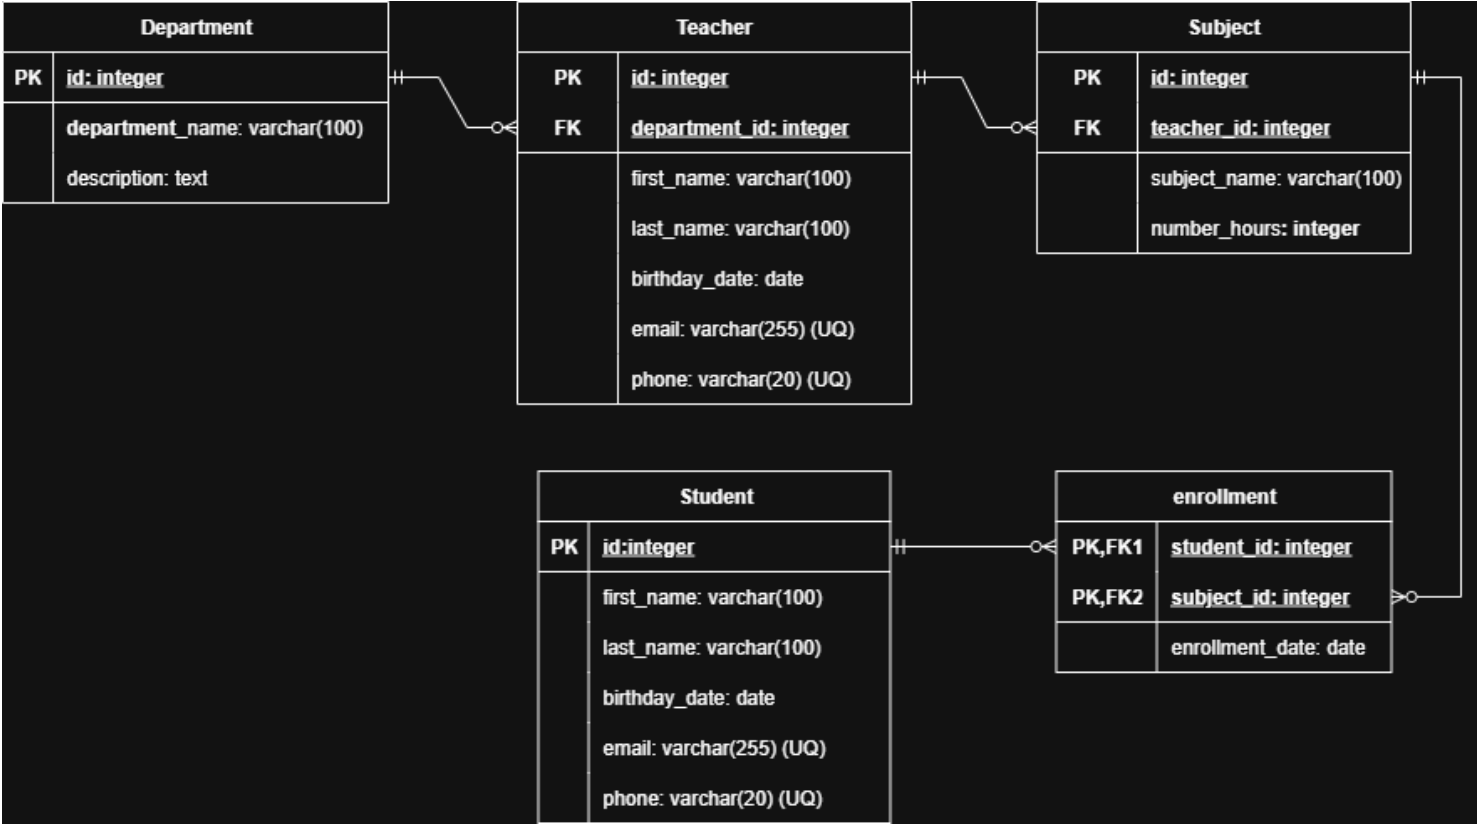 Department
PK id: integer
department_name: varchar(100)
description: text
Teacher
PK id: integer
FK department_id: integer
first_name: varchar(100)
last_name: varchar(100)
birthday_date: date
email: varchar(255) (UQ)
phone: varchar(20) (UQ)
Subject
PK id: integer
FK teacher_id: integer
subject_name: varchar(100)
number_hours: integer
Student
PK id:integer
first_name: varchar(100)
last_name: varchar(100)
birthday_date: date
email: varchar(255) (UQ)
phone: varchar(20) (UQ)
enrollment
PK,FK1 student_id: integer
PK,FK2 subject_id: integer
enrollment_date: date